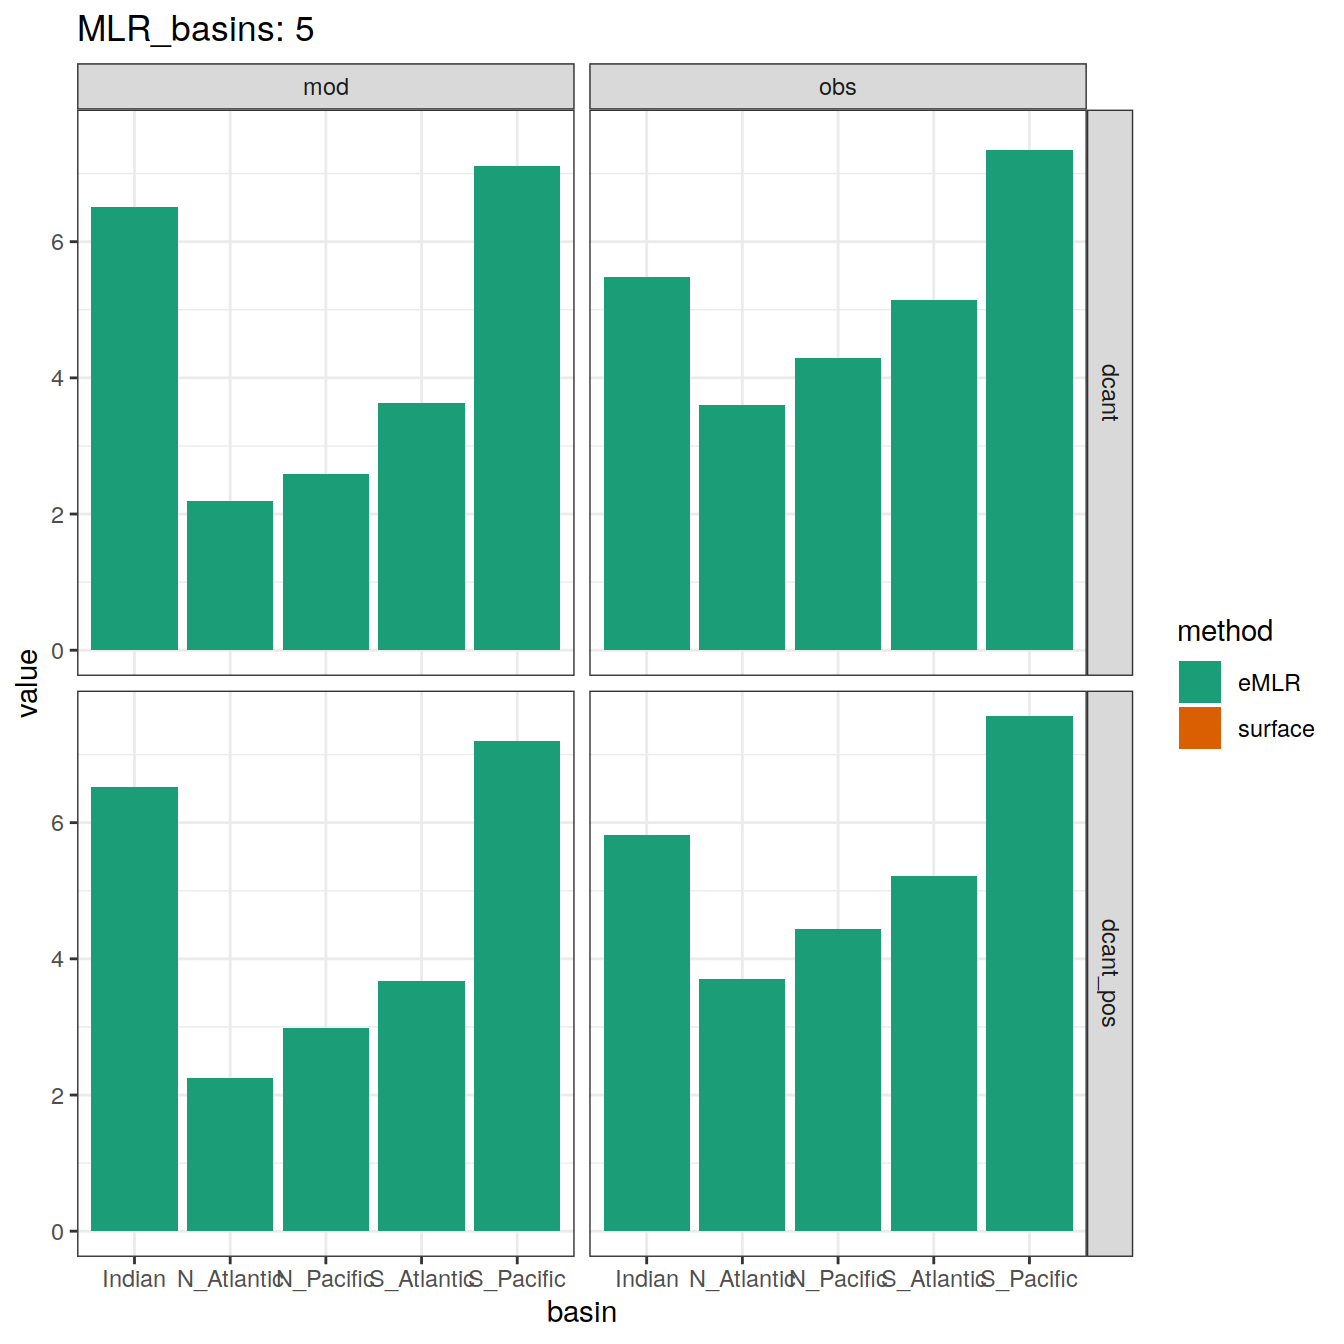 MLR_basins: 5
mod
obs
6
4
2
0
dcant
value
6
4
2
0
dcant_pos
Indian N_Atlantic N_Pacific S_Atlantic S_Pacific
Indian N_Atlantic N_Pacific S_Atlantic S_Pacific
basin
method
eMLR
surface